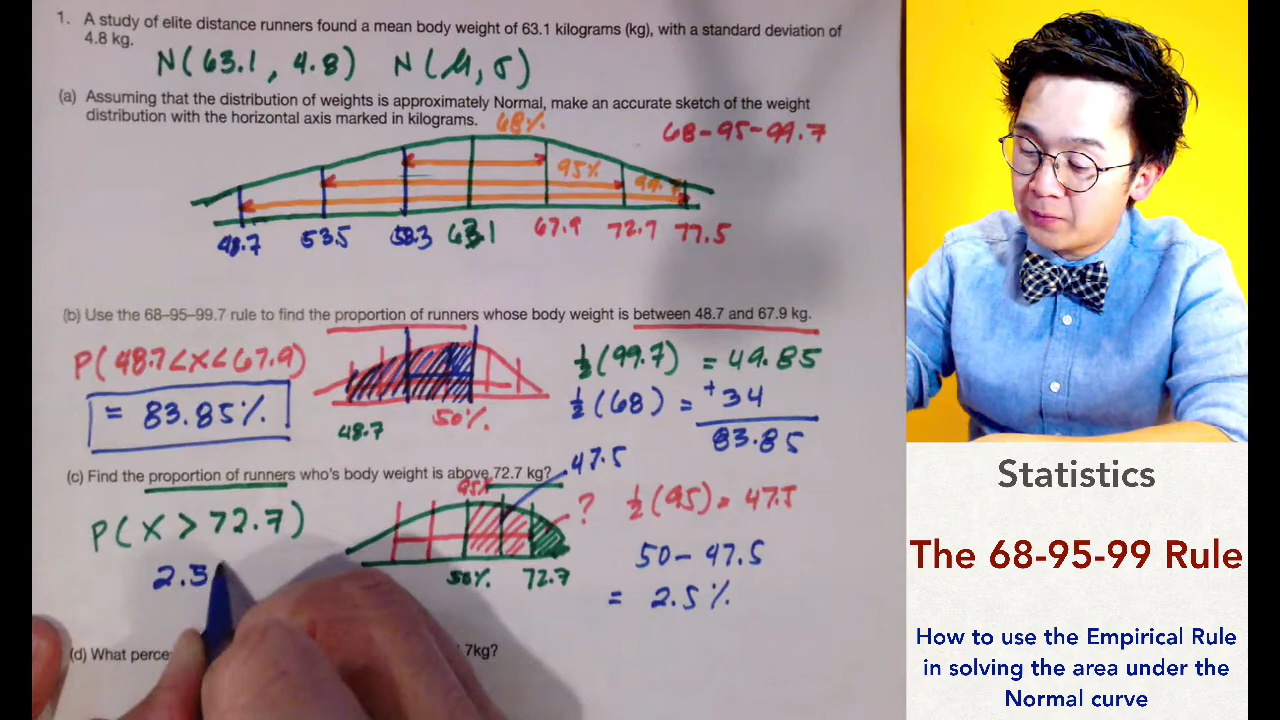 1. A study of elite distance runners found a mean body weight of 63.1 kilograms (kg), with a standard deviation of
4.8 kg.
N(63.1, 4.8) N(μ, σ)
(a) Assuming that the distribution of weights is approximately Normal, make an accurate sketch of the weight
distribution with the horizontal axis marked in kilograms.
68%
68-95-99.7
95%
99.
48.7 53.5 58.3 63.1 67.9 72.7 77.5
(b) Use the 68–95–99.7 rule to find the proportion of runners whose body weight is between 48.7 and 67.9 kg.
P(48.7<X<67.9)
= 83.85%
48.7 50%
½(99.7) = 49.85
½(68) = +34
83.85
(c) Find the proportion of runners who's body weight is above 72.7 kg?
P(X > 72.7)
2.5
95%
47.5
?
50% 72.7
½(95) = 47.5
50-47.5
= 2.5%
(d) What perce
7kg?
Statistics
The 68-95-99 Rule
How to use the Empirical Rule
in solving the area under the
Normal curve